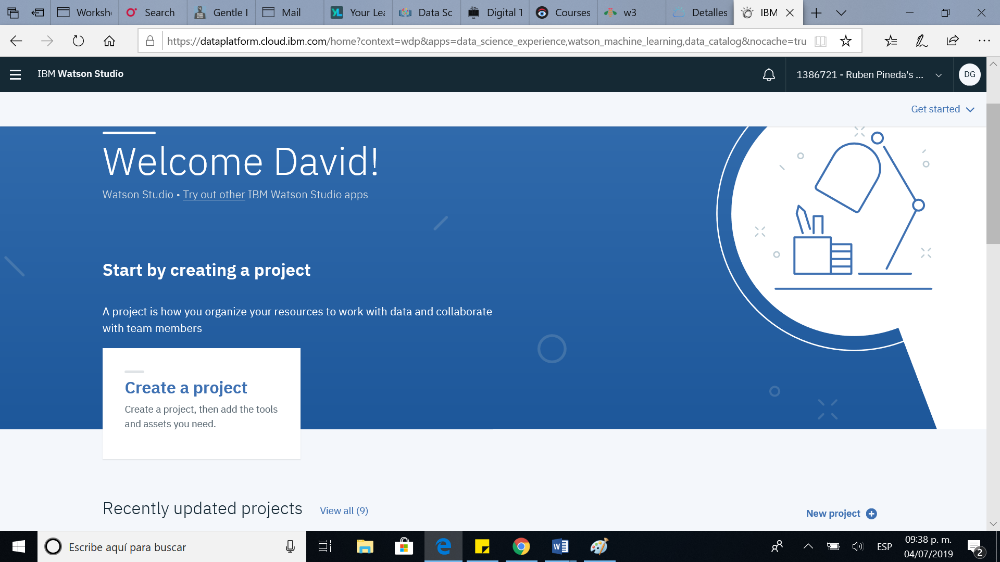 Worksh
Search
Gentle I
Mail
YL
Your Lea
Data Sc
Digital T
Courses
w3
Detalles
IBM
https://dataplatform.cloud.ibm.com/home?context=wdp&apps=data_science_experience,watson_machine_learning,data_catalog&nocache=tru
IBM Watson Studio
1386721 - Ruben Pineda's ...
DG
Get started
Welcome David!
Watson Studio • Try out other IBM Watson Studio apps
Start by creating a project
A project is how you organize your resources to work with data and collaborate
with team members
Create a project
Create a project, then add the tools
and assets you need.
Recently updated projects
View all (9)
New project
Escribe aquí para buscar
ESP
09:38 p. m.
04/07/2019
2